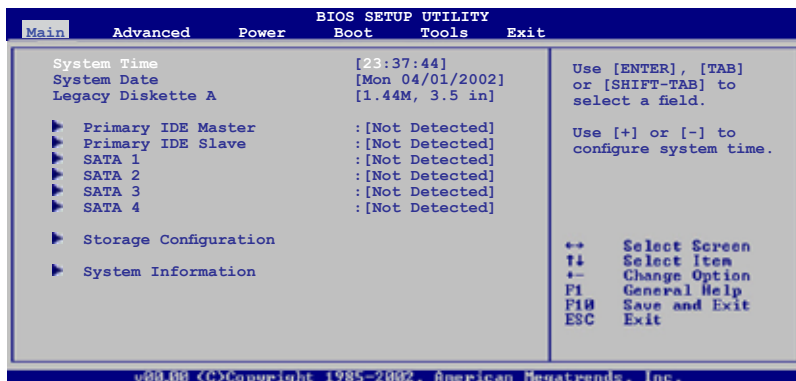 BIOS SETUP UTILITY
Main Advanced Power Boot Tools Exit
System Time [23:37:44]
System Date [Mon 04/01/2002]
Legacy Diskette A [1.44M, 3.5 in]
Primary IDE Master :[Not Detected]
Primary IDE Slave :[Not Detected]
SATA 1 :[Not Detected]
SATA 2 :[Not Detected]
SATA 3 :[Not Detected]
SATA 4 :[Not Detected]
Storage Configuration
System Information
Use [ENTER], [TAB]
or [SHIFT-TAB] to
select a field.
Use [+] or [-] to
configure system time.
↔ Select Screen
↑↓ Select Item
+- Change Option
F1 General Help
F10 Save and Exit
ESC Exit
v00.00 (C)Copyright 1985-2002, American Megatrends, Inc.